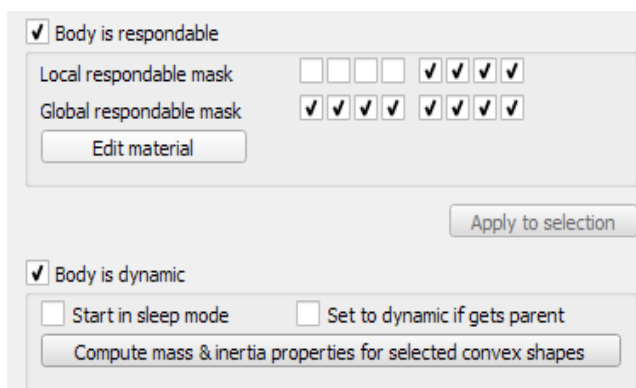 Body is respondable
Local respondable mask
Global respondable mask
Edit material
Apply to selection
Body is dynamic
Start in sleep mode Set to dynamic if gets parent
Compute mass & inertia properties for selected convex shapes